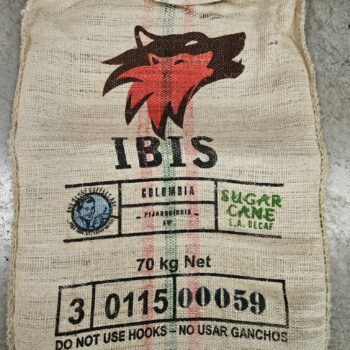 IBIS
COLOMBIA
SUGAR
CANE
E.A. DECAF
70 kg Net
3 0115 00059
DO NOT USE HOOKS – NO USAR GANCHOS